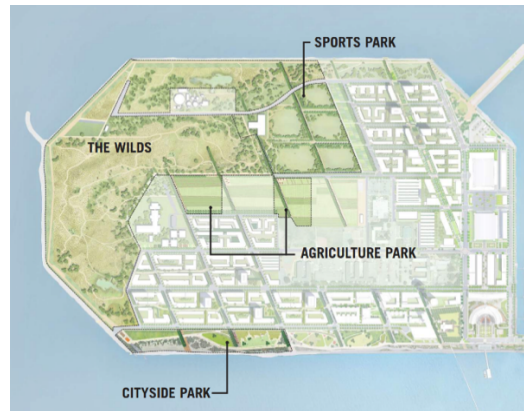 SPORTS PARK
THE WILDS
AGRICULTURE PARK
CITYSIDE PARK